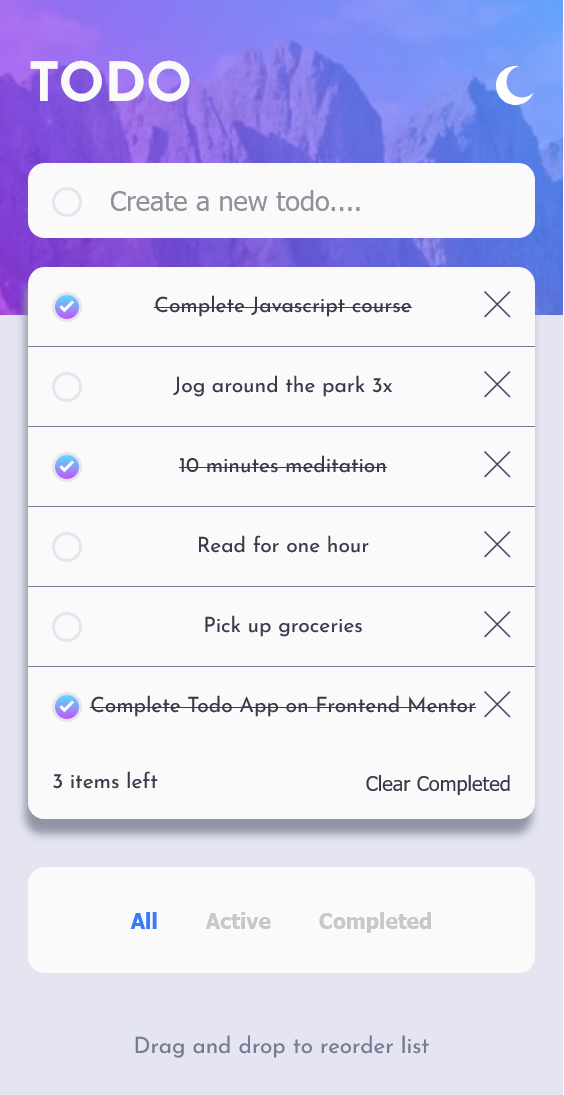 TODO
Create a new todo....
Complete Javascript course
Jog around the park 3x
10 minutes meditation
Read for one hour
Pick up groceries
Complete Todo App on Frontend Mentor
3 items left Clear Completed
All Active Completed
Drag and drop to reorder list